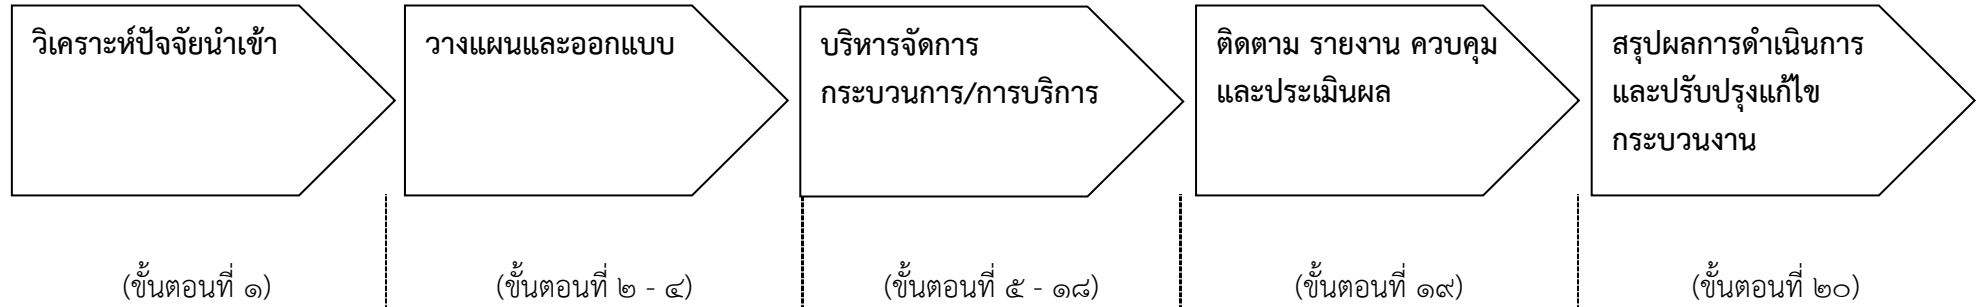 วิเคราะห์ปัจจัยนำเข้า
วางแผนและออกแบบ
บริหารจัดการ
กระบวนการ/การบริการ
ติดตาม รายงาน ควบคุม
และประเมินผล
สรุปผลการดำเนินการ
และปรับปรุงแก้ไข
กระบวนงาน
(ขั้นตอนที่ ๑)
(ขั้นตอนที่ ๒ - ๔)
(ขั้นตอนที่ ๕ - ๑๘)
(ขั้นตอนที่ ๑๙)
(ขั้นตอนที่ ๒๐)